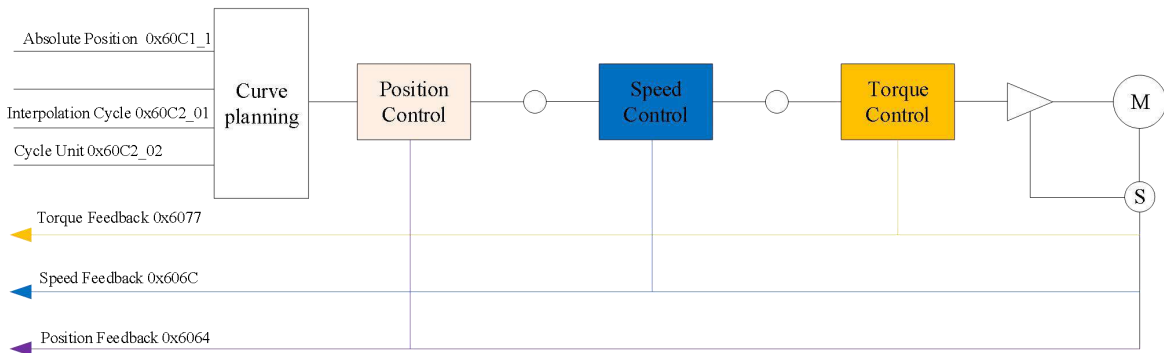 Absolute Position 0x60C1_1
Interpolation Cycle 0x60C2_01
Cycle Unit 0x60C2_02
Curve
planning
Position
Control
Speed
Control
Torque
Control
M
S
Torque Feedback 0x6077
Speed Feedback 0x606C
Position Feedback 0x6064